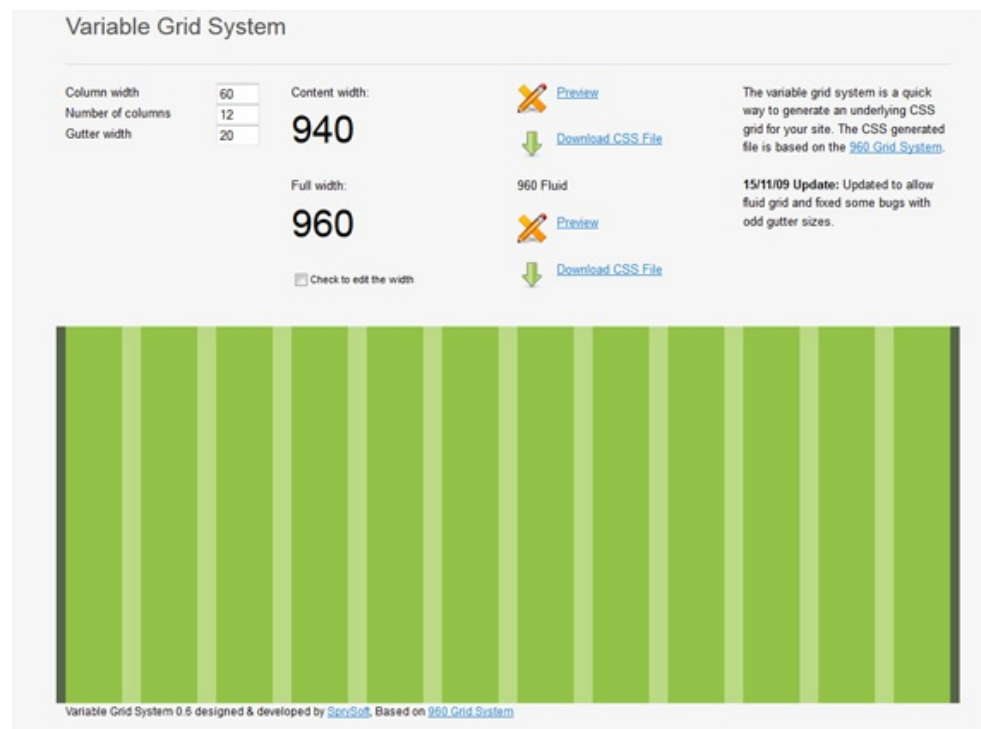 Variable Grid System
Column width 60
Number of columns 12
Gutter width 20
Content width:
940
Full width:
960
Check to edit the width
Preview
Download CSS File
960 Fluid
Preview
Download CSS File
The variable grid system is a quick
way to generate an underlying CSS
grid for your site. The CSS generated
file is based on the 960 Grid System.
15/11/09 Update: Updated to allow
fluid grid and fixed some bugs with
odd gutter sizes.
Variable Grid System 0.6 designed & developed by SprySoft, Based on 960 Grid System